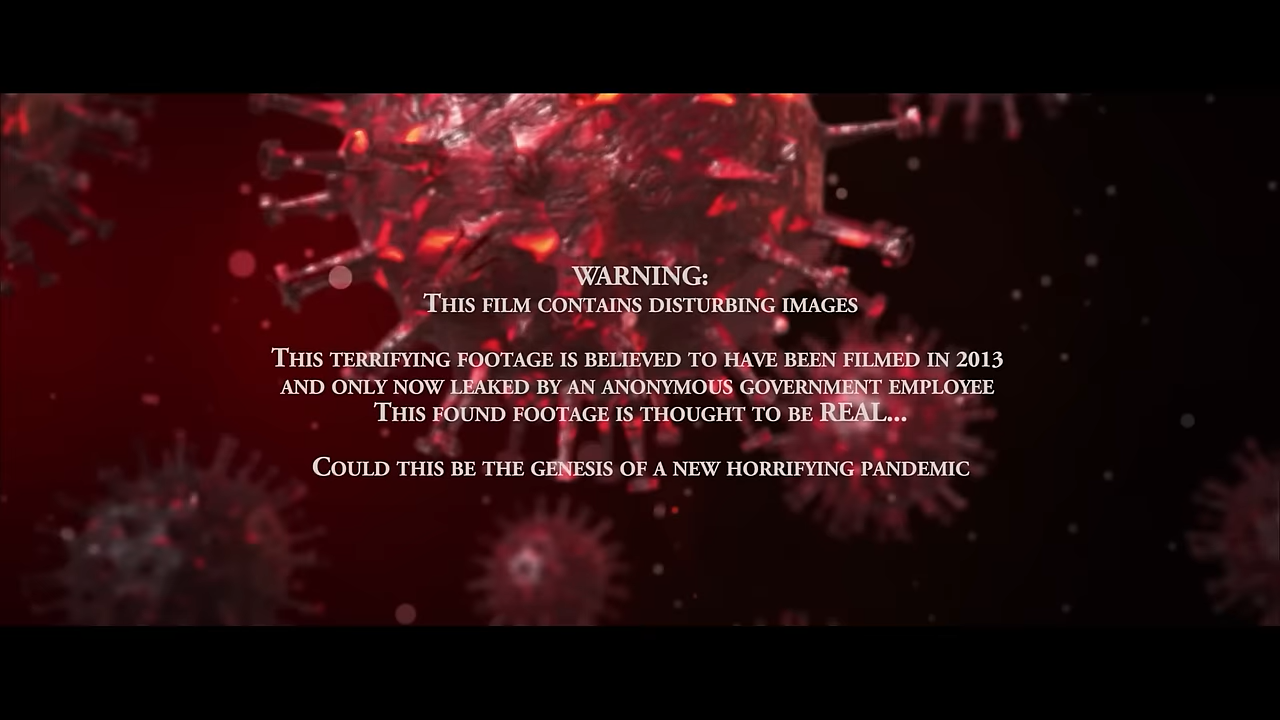 WARNING:
This film contains disturbing images
This terrifying footage is believed to have been filmed in 2013
and only now leaked by an anonymous government employee
This found footage is thought to be REAL...
Could this be the genesis of a new horrifying pandemic